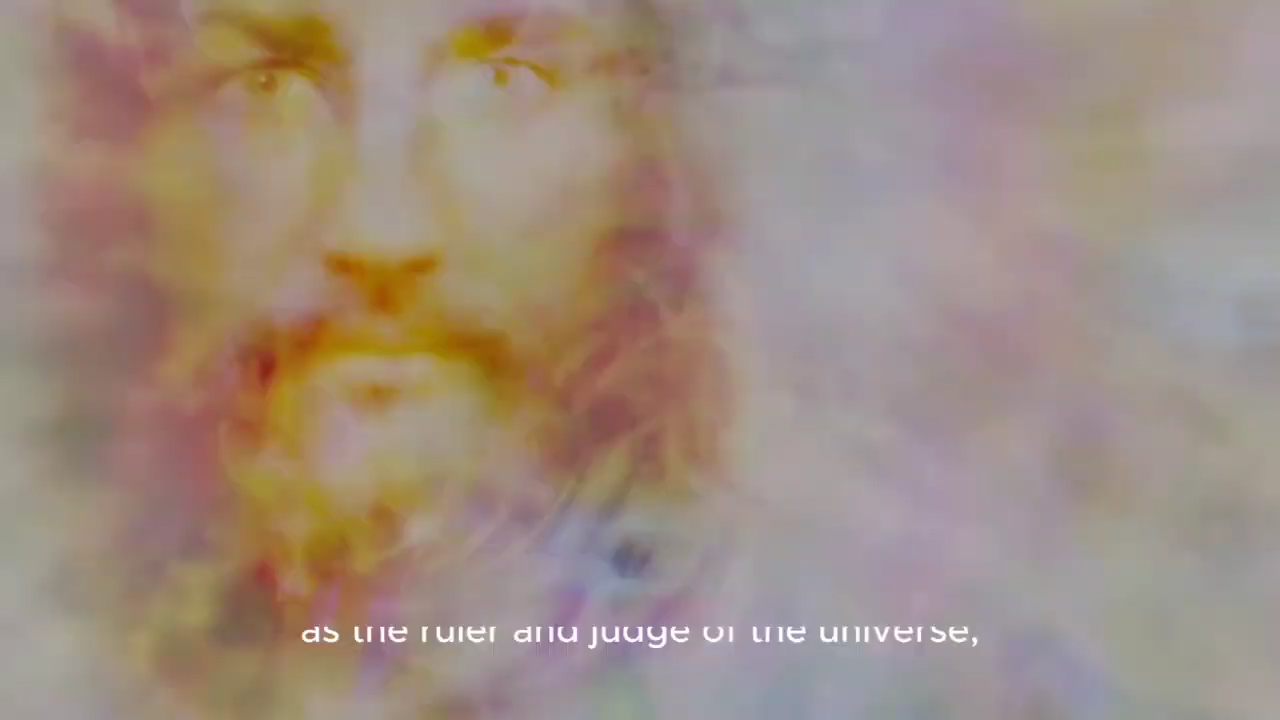 as the ruler and judge of the universe,